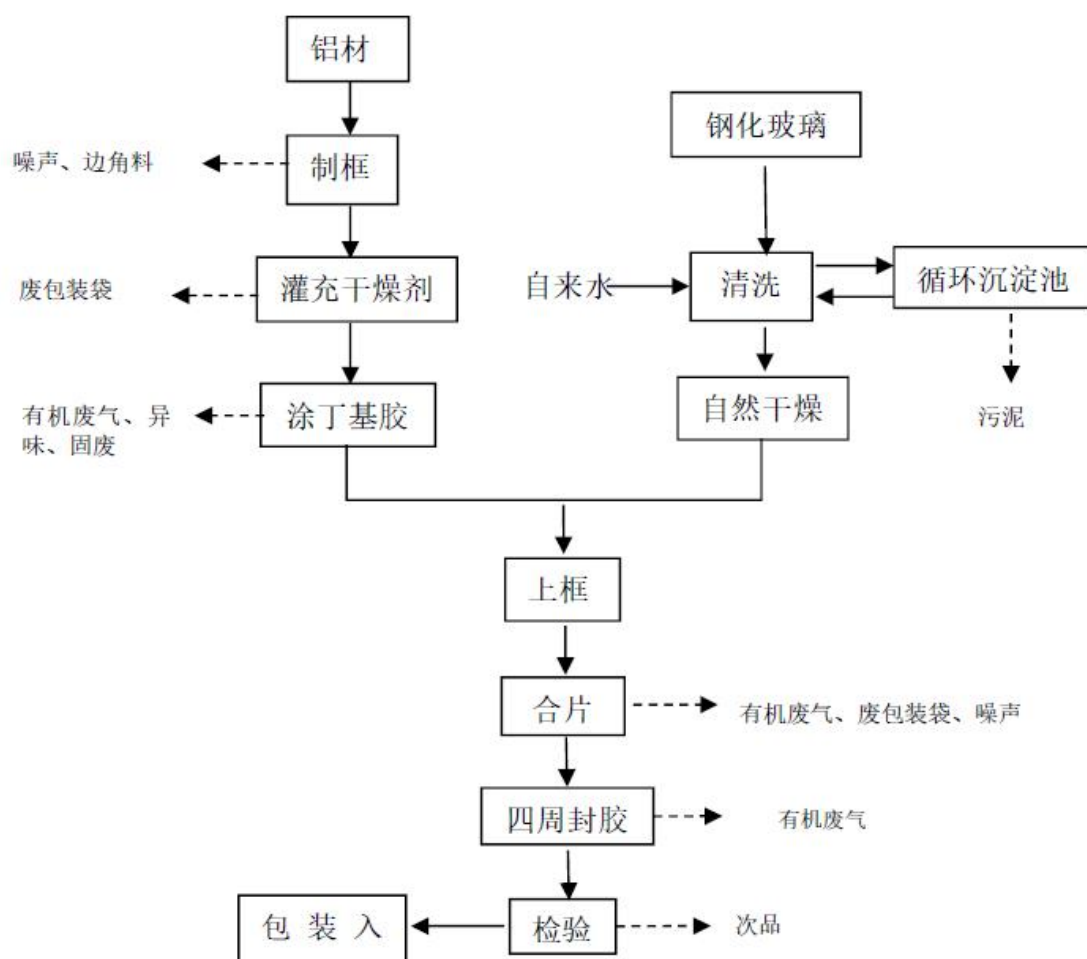 铝材
钢化玻璃
噪声、边角料
制框
废包装袋
灌充干燥剂
自来水
清洗
循环沉淀池
有机废气、异
味、固废
涂丁基胶
自然干燥
污泥
上框
合片
有机废气、废包装袋、噪声
四周封胶
有机废气
包 装 入
检验
次品